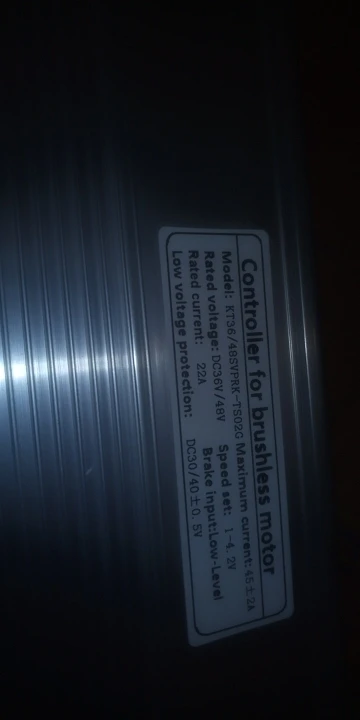 Controller for brushless motor
Model: KT36/48SVPRK-TS02G Maximum current: 45±2A
Rated voltage: DC36V/48V Speed set: 1-4.2V
Rated current: 22A Brake input:Low-Level
Low voltage protection: DC30/40±0.5V